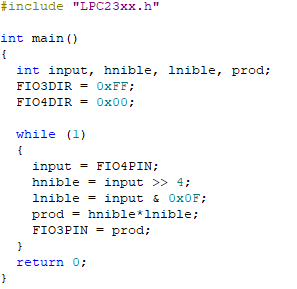 #include "LPC23xx.h"
int main()
{
int input, hnible, lnible, prod;
FIO3DIR = 0xFF;
FIO4DIR = 0x00;
while (1)
{
input = FIO4PIN;
hnible = input >> 4;
lnible = input & 0x0F;
prod = hnible*lnible;
FIO3PIN = prod;
}
return 0;
}